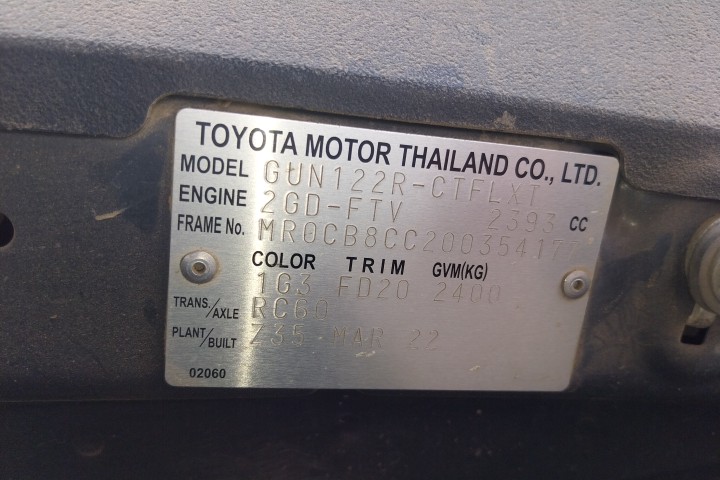 TOYOTA MOTOR THAILAND CO., LTD.
MODEL GUN122R-CTFLXT
ENGINE 2GD-FTV 2393 CC
FRAME No. MR0CB8CC200354177
COLOR TRIM GVM(KG)
1G3 FD20 2400
TRANS./AXLE RC60
PLANT/BUILT Z35 MAR 22
02060